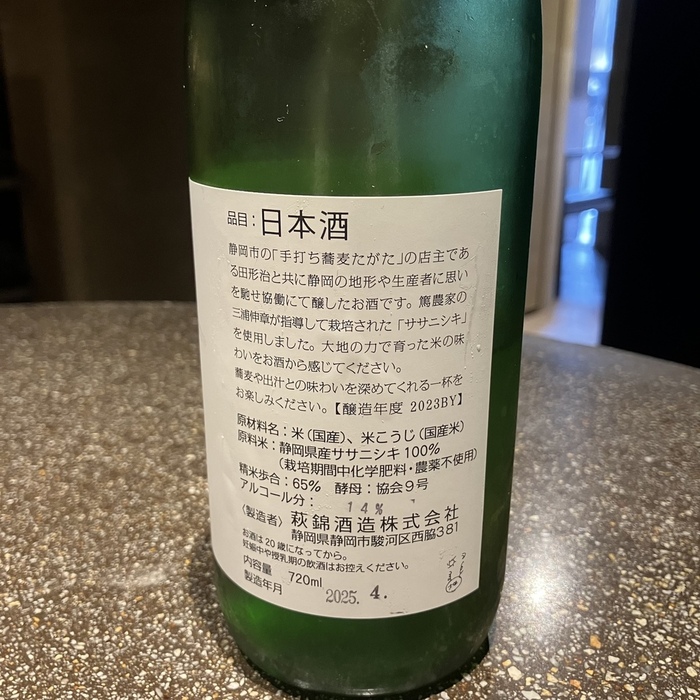 品目：日本酒
静岡市の「手打ち蕎麦たがた」の店主であ
る田形治と共に静岡の地形や生産者に思い
を馳せ協働にて醸したお酒です。篤農家の
三浦伸章が指導して栽培された「ササニシキ」
を使用しました。大地の力で育った米の味
わいをお酒から感じてください。
蕎麦や出汁との味わいを深めてくれる一杯を
お楽しみください。【醸造年度 2023BY】
原材料名：米（国産）、米こうじ（国産米）
原料米：静岡県産ササニシキ100%
（栽培期間中化学肥料・農薬不使用）
精米歩合：65% 酵母：協会9号
アルコール分： 14%
（製造者）萩錦酒造株式会社
静岡県静岡市駿河区西脇381
お酒は20歳になってから。
妊娠中や授乳期の飲酒はお控えください。
内容量 720ml
製造年月 2025. 4.